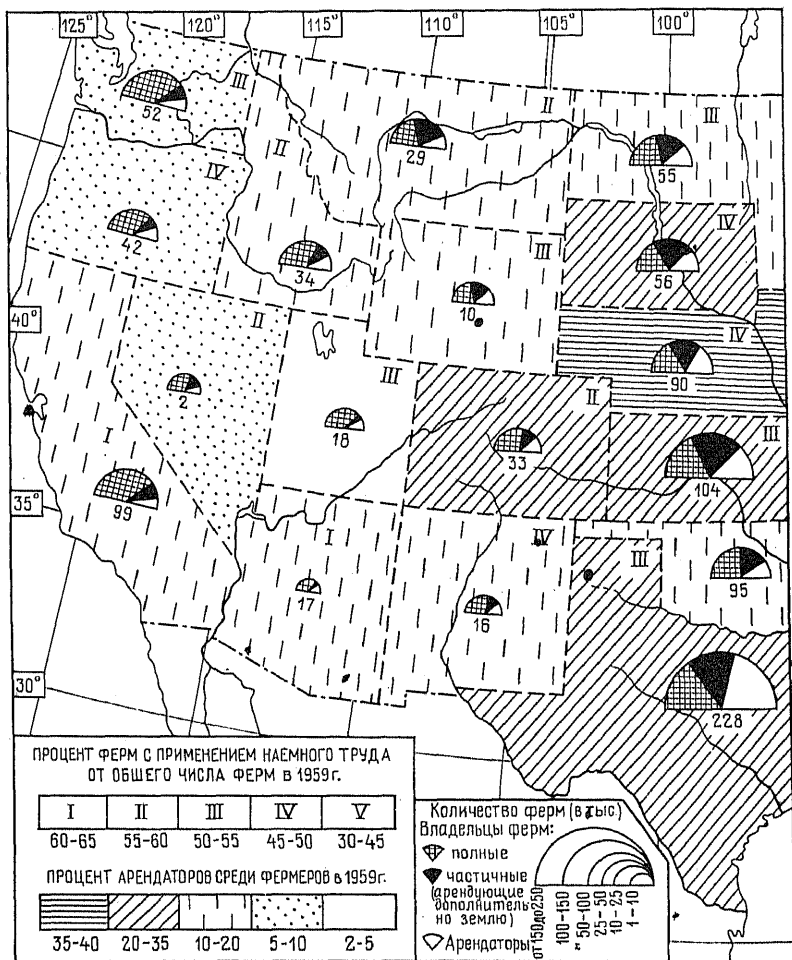 125° 120° 115° 110° 105° 100°
III
52
II
29
III
55
II
IV
42
34
III
10
IV
56
40°
II
2
III
18
IV
90
II
33
III
104
I
99
35°
I
17
IV
16
III
95
30°
228
ПРОЦЕНТ ФЕРМ С ПРИМЕНЕНИЕМ НАЕМНОГО ТРУДА
ОТ ОБЩЕГО ЧИСЛА ФЕРМ в 1959г.
I II III IV V
60-65 55-60 50-55 45-50 30-45
ПРОЦЕНТ АРЕНДАТОРОВ СРЕДИ ФЕРМЕРОВ в 1959г.
35-40 20-35 10-20 5-10 2-5
Количество ферм (в тыс.)
Владельцы ферм:
полные
частичные
(арендующие
дополнитель-
но землю)
Арендаторы
от 150 до 250
100-150
50-100
25-50
10-25
1-10